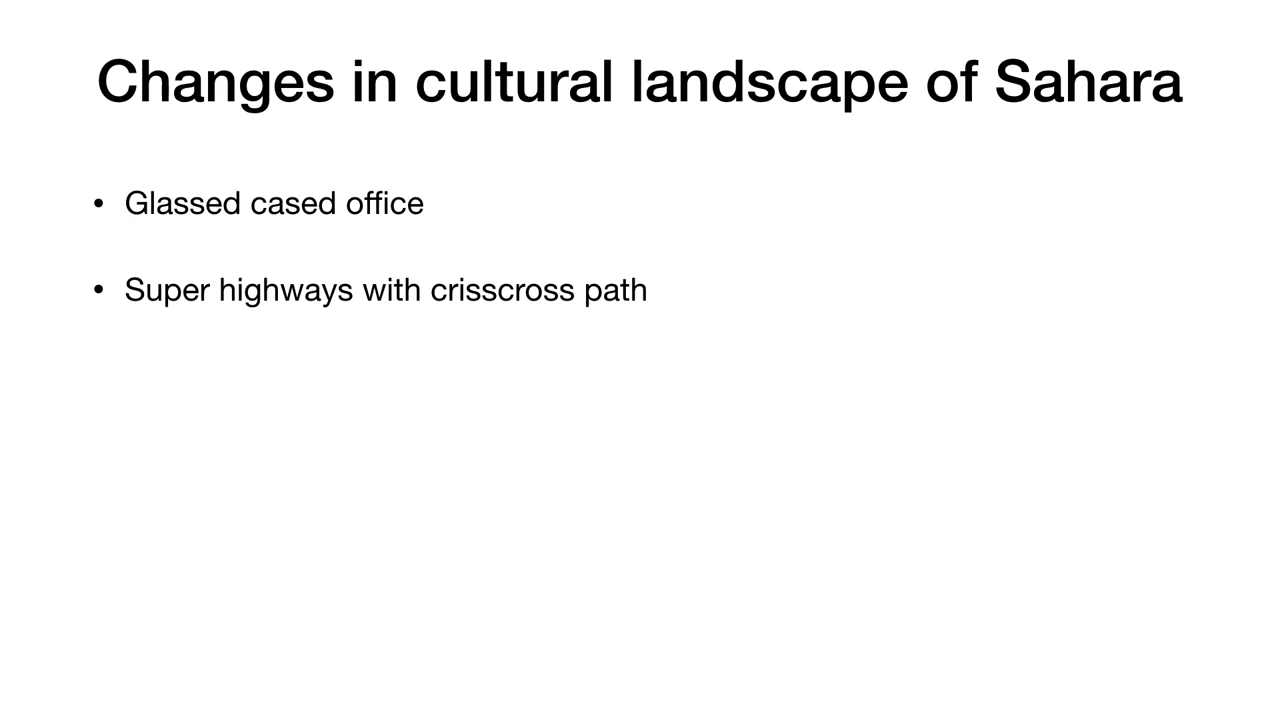 Changes in cultural landscape of Sahara
• Glassed cased office
• Super highways with crisscross path